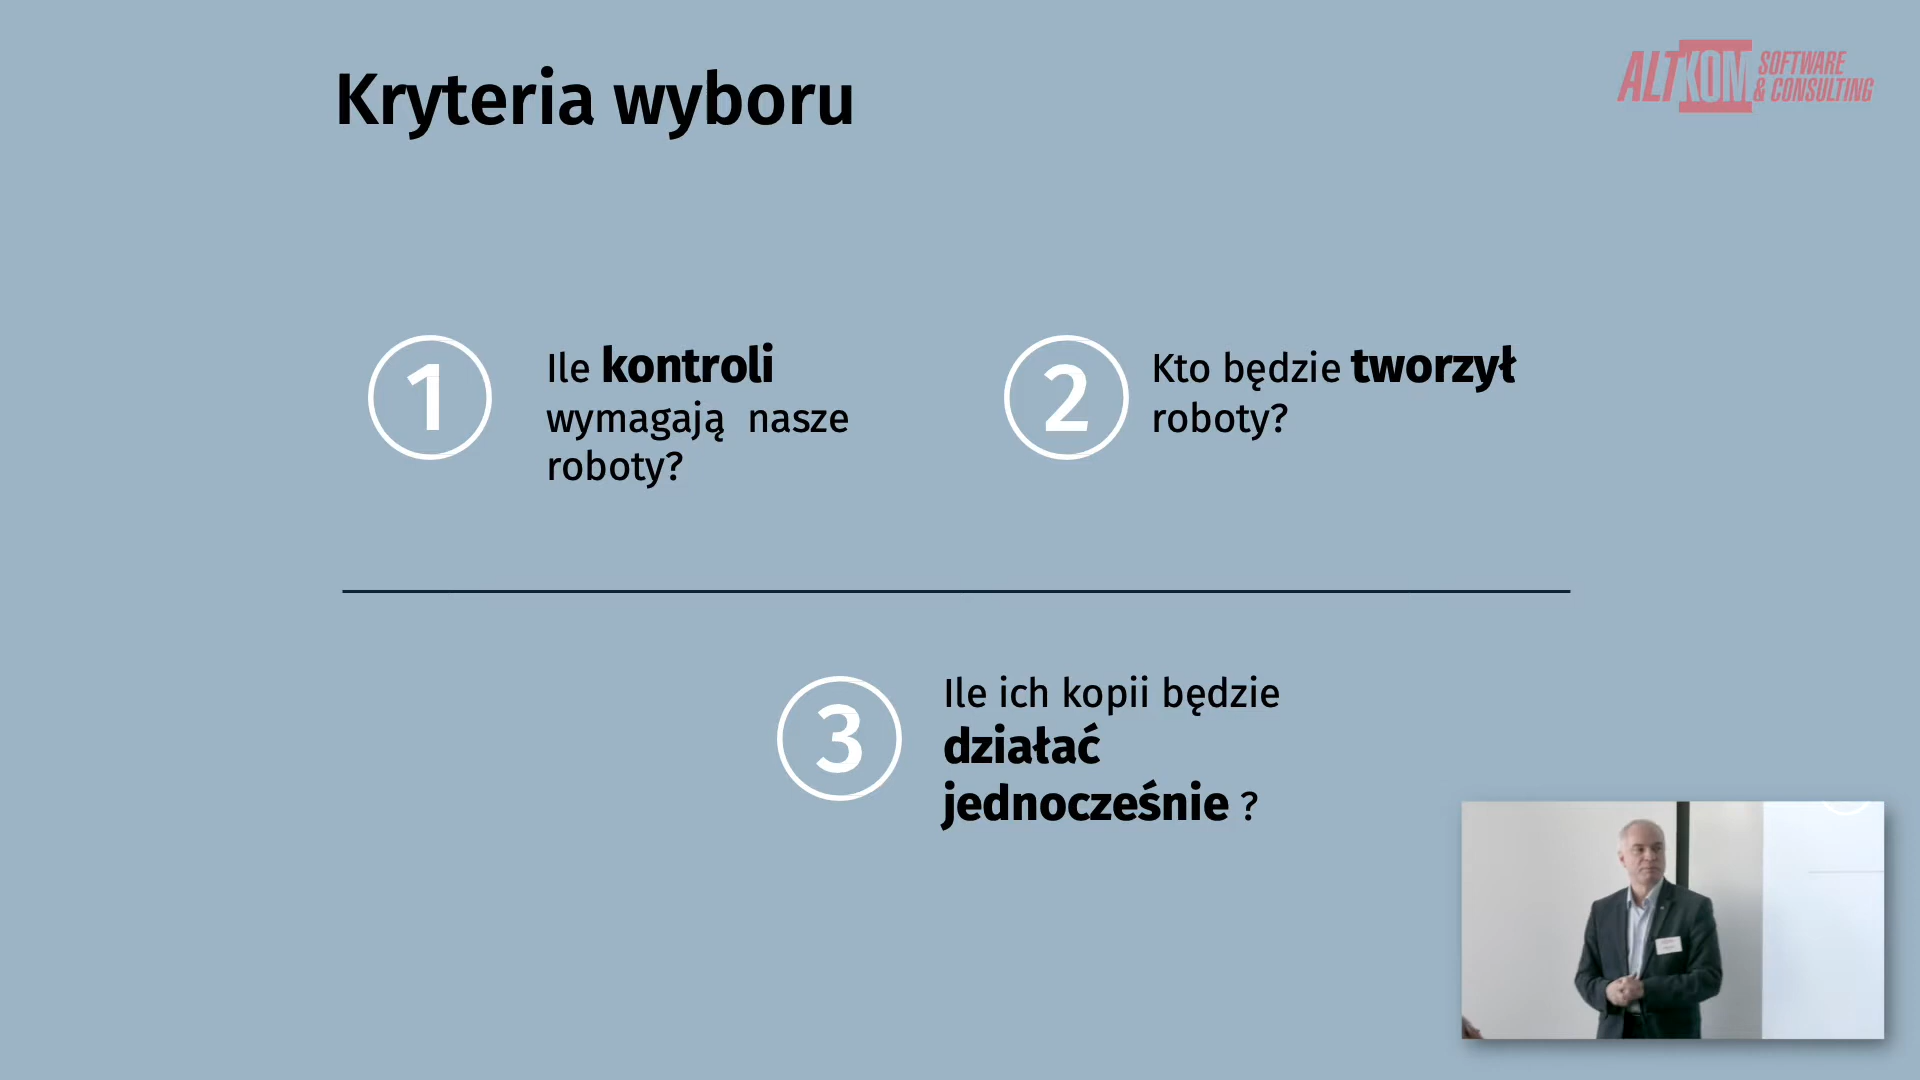 Kryteria wyboru
ALTKOM SOFTWARE
& CONSULTING
1
Ile kontroli
wymagają nasze
roboty?
2
Kto będzie tworzył
roboty?
3
Ile ich kopii będzie
działać
jednocześnie ?